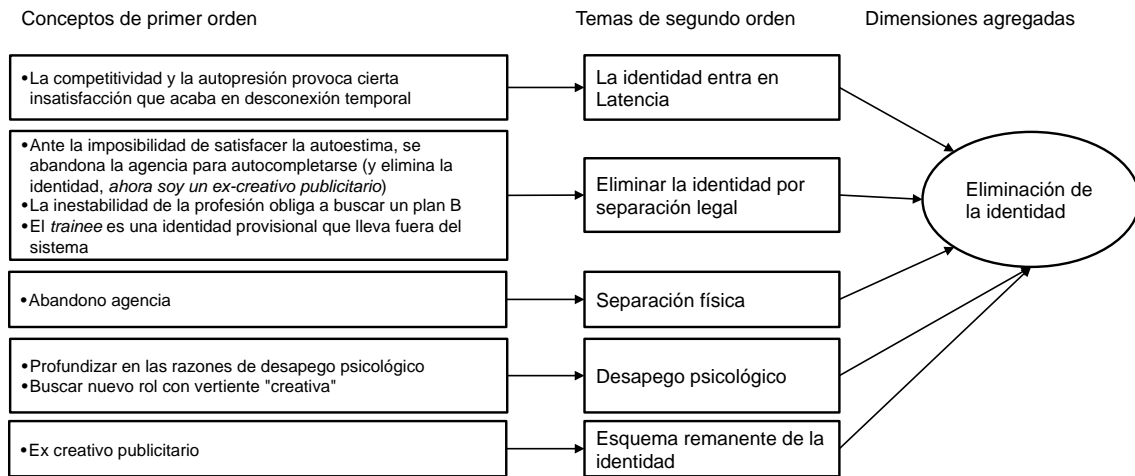 Conceptos de primer orden
Temas de segundo orden
Dimensiones agregadas
•La competitividad y la autopresión provoca cierta
insatisfacción que acaba en desconexión temporal
La identidad entra en
Latencia
•Ante la imposibilidad de satisfacer la autoestima, se
abandona la agencia para autocompletarse (y elimina la
identidad, ahora soy un ex-creativo publicitario)
•La inestabilidad de la profesión obliga a buscar un plan B
•El trainee es una identidad provisional que lleva fuera del
sistema
Eliminar la identidad por
separación legal
Eliminación de
la identidad
•Abandono agencia
Separación física
•Profundizar en las razones de desapego psicológico
•Buscar nuevo rol con vertiente "creativa"
Desapego psicológico
•Ex creativo publicitario
Esquema remanente de la
identidad